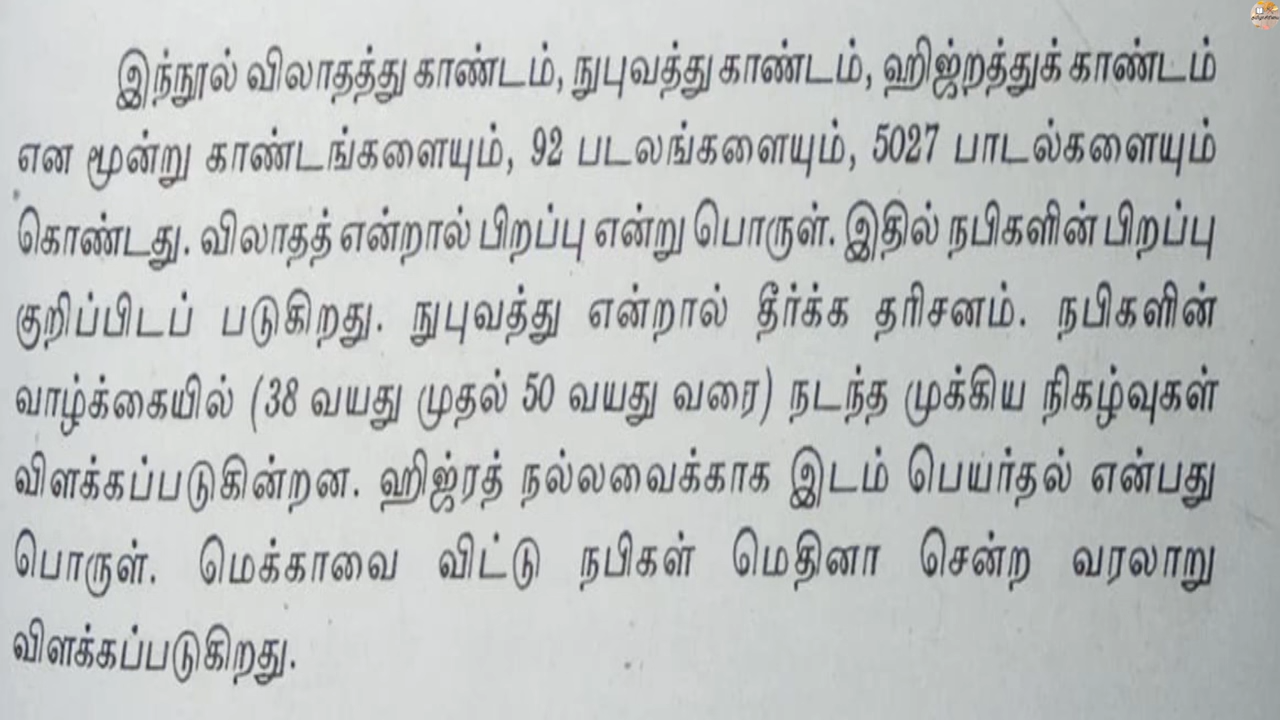 இந்நூல் விலாதத்து காண்டம், நுபுவத்து காண்டம், ஹிஜ்றத்துக் காண்டம்
என மூன்று காண்டங்களையும், 92 படலங்களையும், 5027 பாடல்களையும்
கொண்டது. விலாதத் என்றால் பிறப்பு என்று பொருள். இதில் நபிகளின் பிறப்பு
குறிப்பிடப் படுகிறது. நுபுவத்து என்றால் தீர்க்க தரிசனம். நபிகளின்
வாழ்க்கையில் (38 வயது முதல் 50 வயது வரை) நடந்த முக்கிய நிகழ்வுகள்
விளக்கப்படுகின்றன. ஹிஜ்ரத் நல்லவைக்காக இடம் பெயர்தல் என்பது
பொருள். மெக்காவை விட்டு நபிகள் மெதினா சென்ற வரலாறு
விளக்கப்படுகிறது.